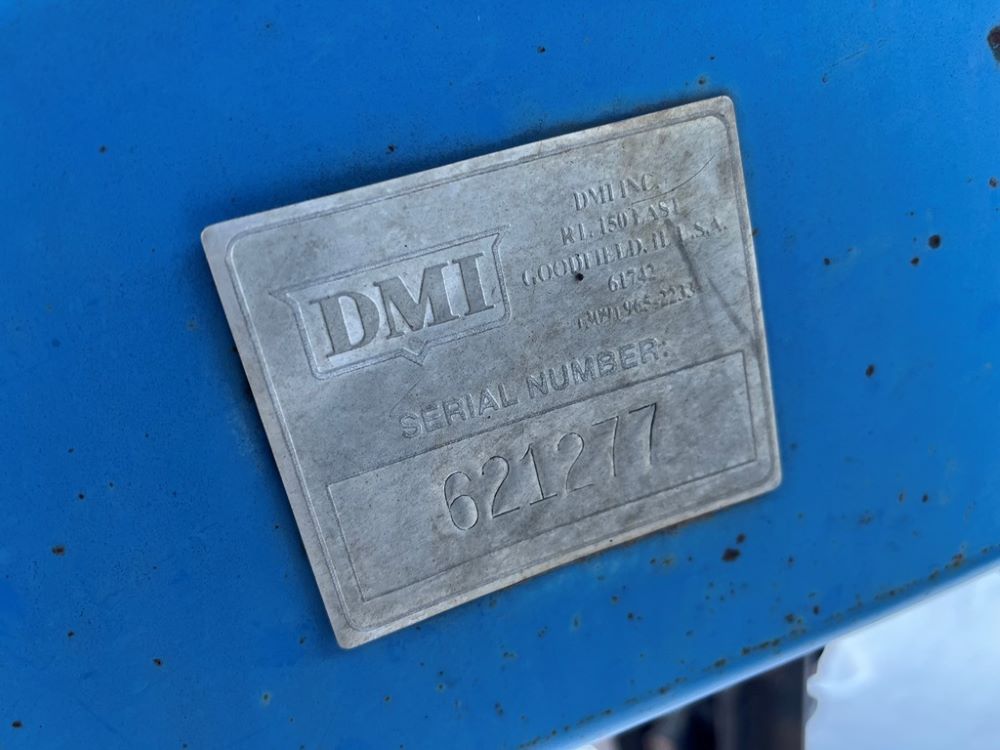 DMI
DMI INC.
RT. 150 EAST
GOODFIELD, IL U.S.A.
61742
SERIAL NUMBER:
621277